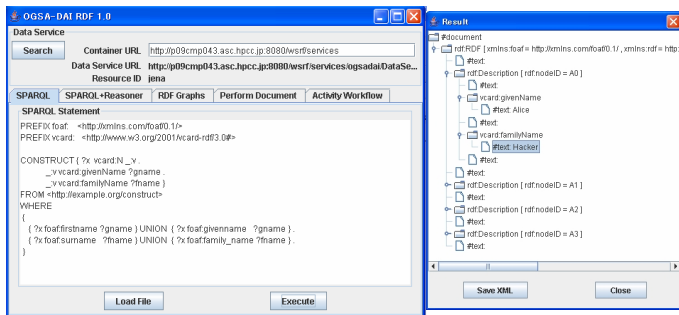 OGSA-DAI RDF 1.0
Data Service
Search
Container URL http://p09cmp043.asc.hpcc.jp:8080/wsrf/services
Data Service URL http://p09cmp043.asc.hpcc.jp:8080/wsrf/services/ogsadai/DataSe...
Resource ID jena
SPARQL SPARQL+Reasoner RDF Graphs Perform Document Activity Workflow
SPARQL Statement
PREFIX foaf: <http://xmlns.com/foaf/0.1/>
PREFIX vcard: <http://www.w3.org/2001/vcard-rdf/3.0#>
CONSTRUCT { ?x vcard:N _:v .
_:v vcard:givenName ?gname .
_:v vcard:familyName ?fname }
FROM <http://example.org/construct>
WHERE
{
{ ?x foaf:firstname ?gname } UNION { ?x foaf:givenname ?gname } .
{ ?x foaf:surname ?fname } UNION { ?x foaf:family_name ?fname } .
}
Load File Execute
Result
#document
rdf:RDF [ xmlns:foaf = http://xmlns.com/foaf/0.1/ , xmlns:rdf = http:
#text:
rdf:Description [ rdf:nodeID = A0 ]
#text:
vcard:givenName
#text: Alice
#text:
vcard:familyName
#text: Hacker
#text:
#text:
rdf:Description [ rdf:nodeID = A1 ]
#text:
rdf:Description [ rdf:nodeID = A2 ]
#text:
rdf:Description [ rdf:nodeID = A3 ]
#text:
Save XML Close